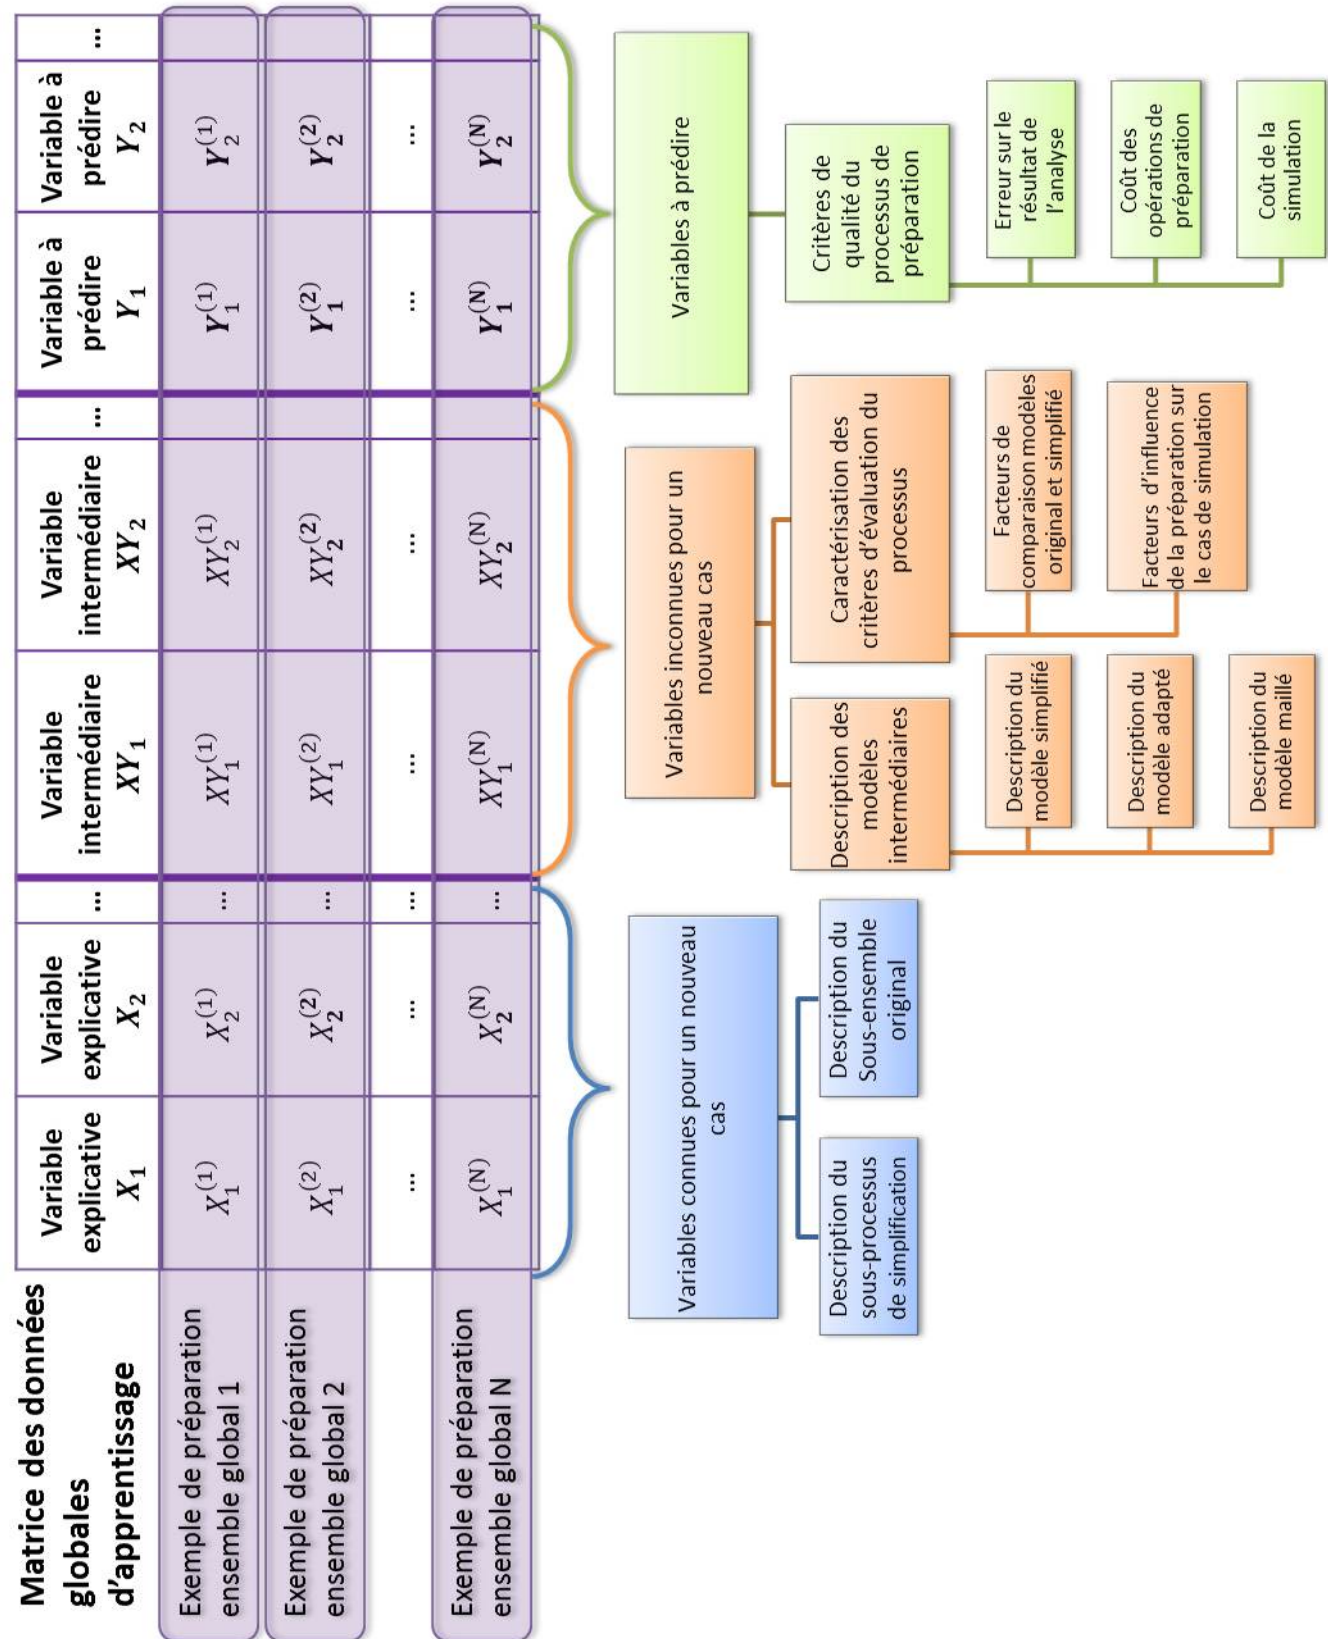 Matrice des données
globales
d'apprentissage
Variable
explicative
X₁
Variable
explicative
X₂
...
Variable
intermédiaire
XY₁
Variable
intermédiaire
XY₂
...
Variable à
prédire
Y₁
Variable à
prédire
Y₂
...
Exemple de préparation
ensemble global 1
X₁⁽¹⁾
X₂⁽¹⁾
...
XY₁⁽¹⁾
XY₂⁽¹⁾
Y₁⁽¹⁾
Y₂⁽¹⁾
Exemple de préparation
ensemble global 2
X₁⁽²⁾
X₂⁽²⁾
...
XY₁⁽²⁾
XY₂⁽²⁾
Y₁⁽²⁾
Y₂⁽²⁾
...
...
...
...
...
...
...
Exemple de préparation
ensemble global N
X₁⁽ᴺ⁾
X₂⁽ᴺ⁾
...
XY₁⁽ᴺ⁾
XY₂⁽ᴺ⁾
Y₁⁽ᴺ⁾
Y₂⁽ᴺ⁾
Variables connues pour un nouveau
cas
Description du
sous-processus
de simplification
Description du
Sous-ensemble
original
Variables inconnues pour un
nouveau cas
Description des
modèles
intermédiaires
Description du
modèle simplifié
Description du
modèle adapté
Description du
modèle maillé
Caractérisation des
critères d'évaluation du
processus
Facteurs de
comparaison modèles
original et simplifié
Facteurs d'influence
de la préparation sur
le cas de simulation
Variables à prédire
Critères de
qualité du
processus de
préparation
Erreur sur le
résultat de
l'analyse
Coût des
opérations de
préparation
Coût de la
simulation